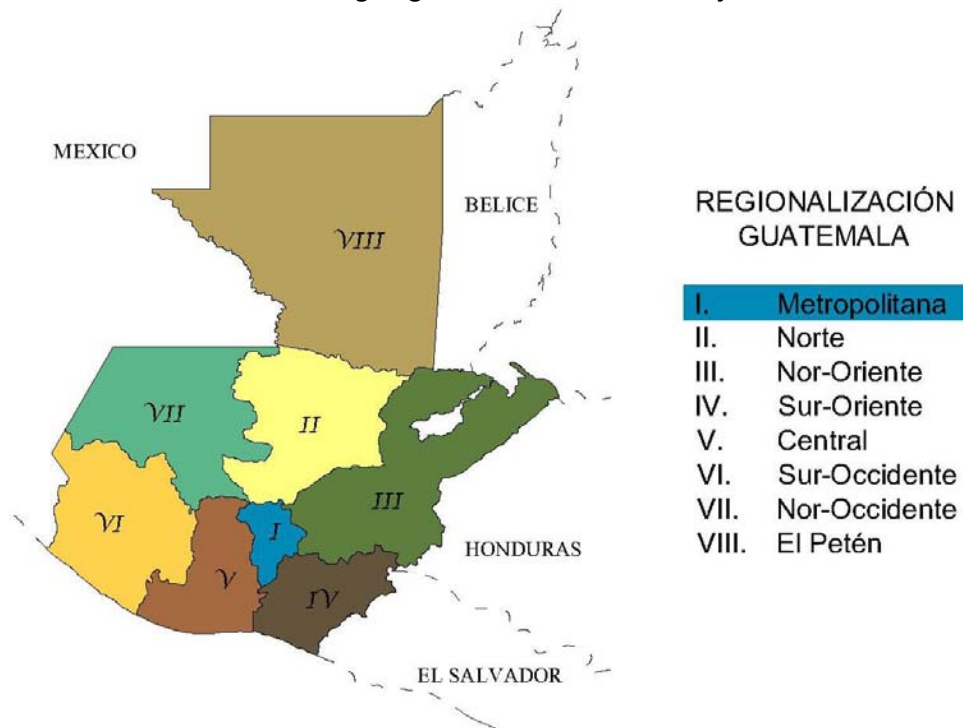 MEXICO
BELICE
VIII
VII
II
VI
III
I
V
IV
HONDURAS
EL SALVADOR
REGIONALIZACIÓN
GUATEMALA
I. Metropolitana
II. Norte
III. Nor-Oriente
IV. Sur-Oriente
V. Central
VI. Sur-Occidente
VII. Nor-Occidente
VIII. El Petén